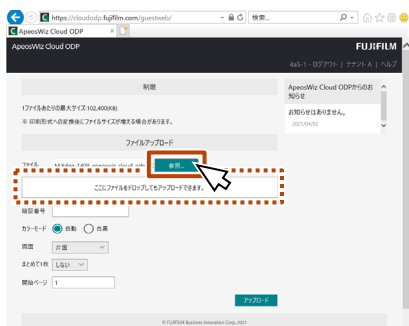 https://cloudodp.fujifilm.com/guestweb/
検索...
ApeosWiz Cloud ODP
ApeosWiz Cloud ODP
FUJIFILM
4a5-1 - ログアウト | テナント A | ヘルプ
制限
1ファイルあたりの最大サイズ:102,400(KB)
※ 印刷形式への変換後にファイルサイズが増える場合があります。
ApeosWiz Cloud ODPからのお
知らせ
お知らせはありません。
2021/04/02
ファイルアップロード
ファイル
参照...
ここにファイルをドロップしてもアップロードできます。
暗証番号
カラーモード 自動 白黒
両面 片面
まとめて1枚 しない
開始ページ 1
アップロード
© FUJIFILM Business Innovation Corp. 2021